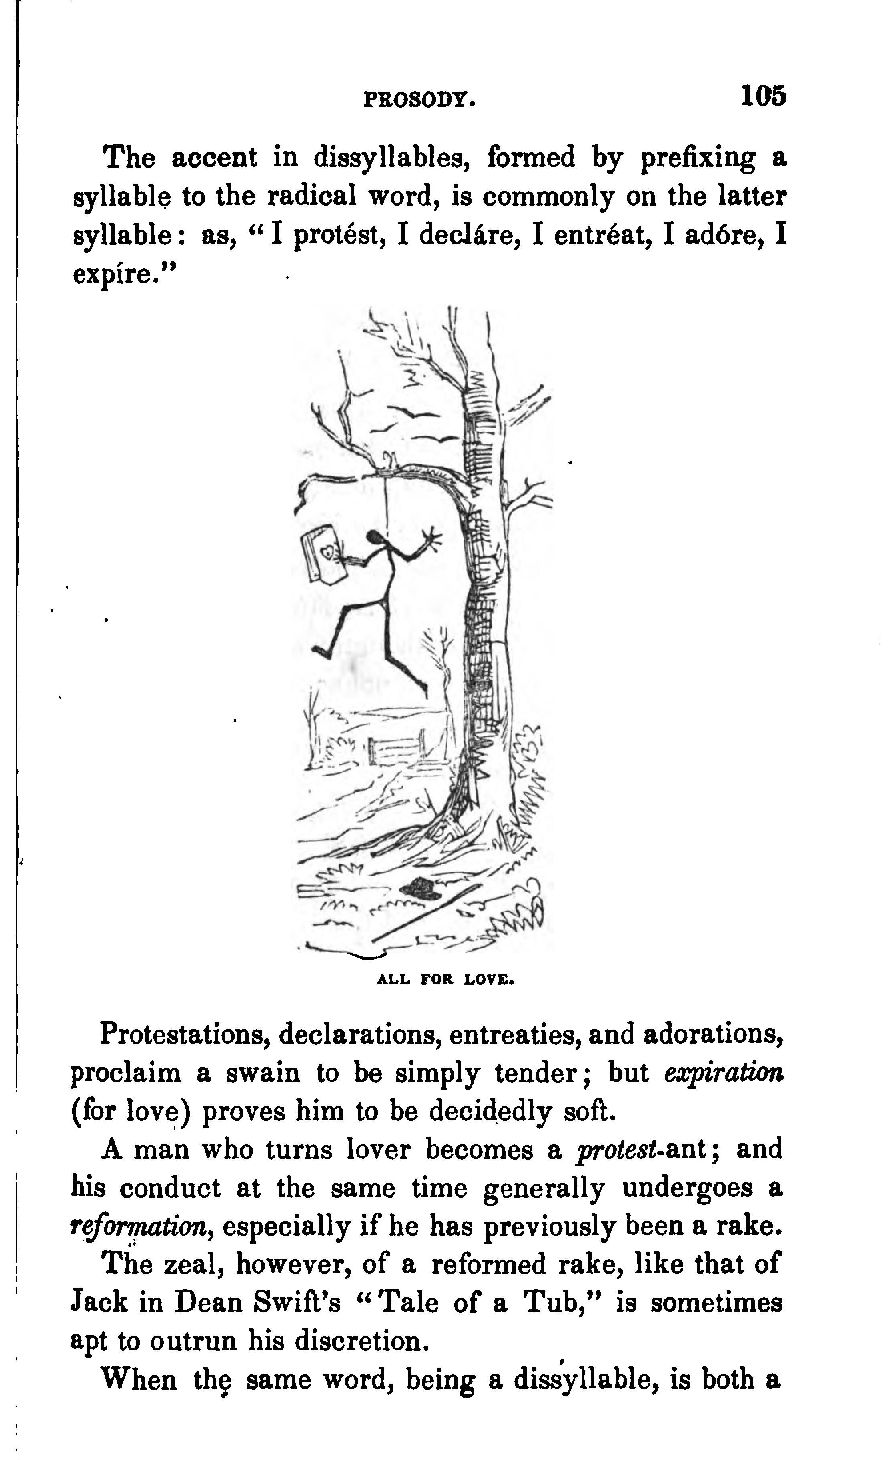 PROSODY. 105
The accent in dissyllables, formed by prefixing a
syllable to the radical word, is commonly on the latter
syllable: as, “I protést, I decláre, I entréat, I adóre, I
expíre.”
ALL FOR LOVE.
Protestations, declarations, entreaties, and adorations,
proclaim a swain to be simply tender; but expiration
(for love) proves him to be decidedly soft.
A man who turns lover becomes a protest-ant; and
his conduct at the same time generally undergoes a
reformation, especially if he has previously been a rake.
The zeal, however, of a reformed rake, like that of
Jack in Dean Swift’s “Tale of a Tub,” is sometimes
apt to outrun his discretion.
When the same word, being a dissyllable, is both a